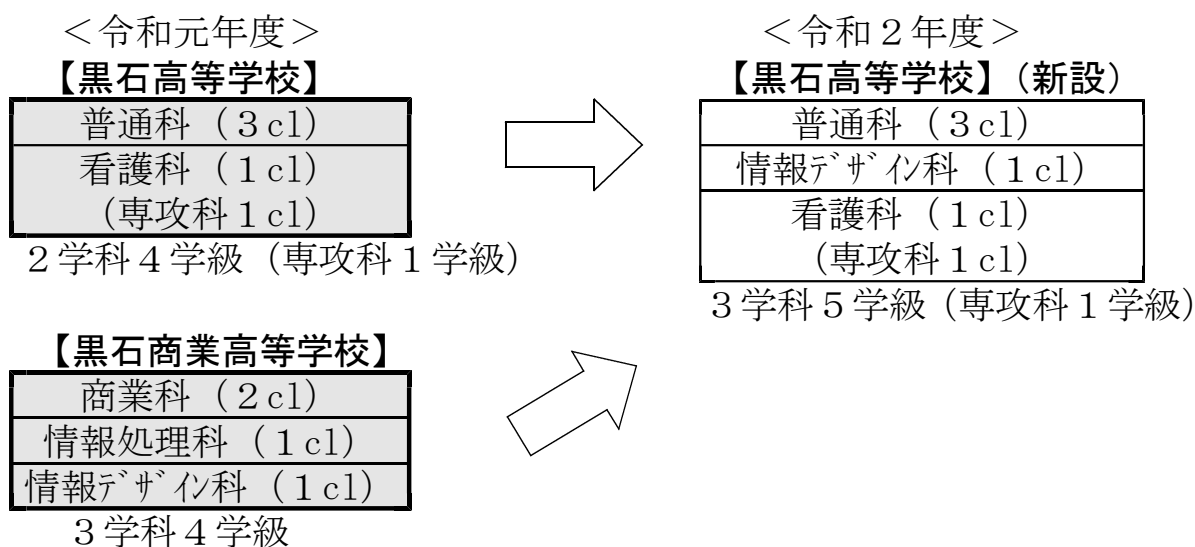 ＜令和元年度＞
【黒石高等学校】
普通科（３cl）
看護科（１cl）
（専攻科１cl）
２学科４学級（専攻科１学級）
【黒石商業高等学校】
商業科（２cl）
情報処理科（１cl）
情報ﾃﾞｻﾞｲﾝ科（１cl）
３学科４学級
＜令和２年度＞
【黒石高等学校】（新設）
普通科（３cl）
情報ﾃﾞｻﾞｲﾝ科（１cl）
看護科（１cl）
（専攻科１cl）
３学科５学級（専攻科１学級）